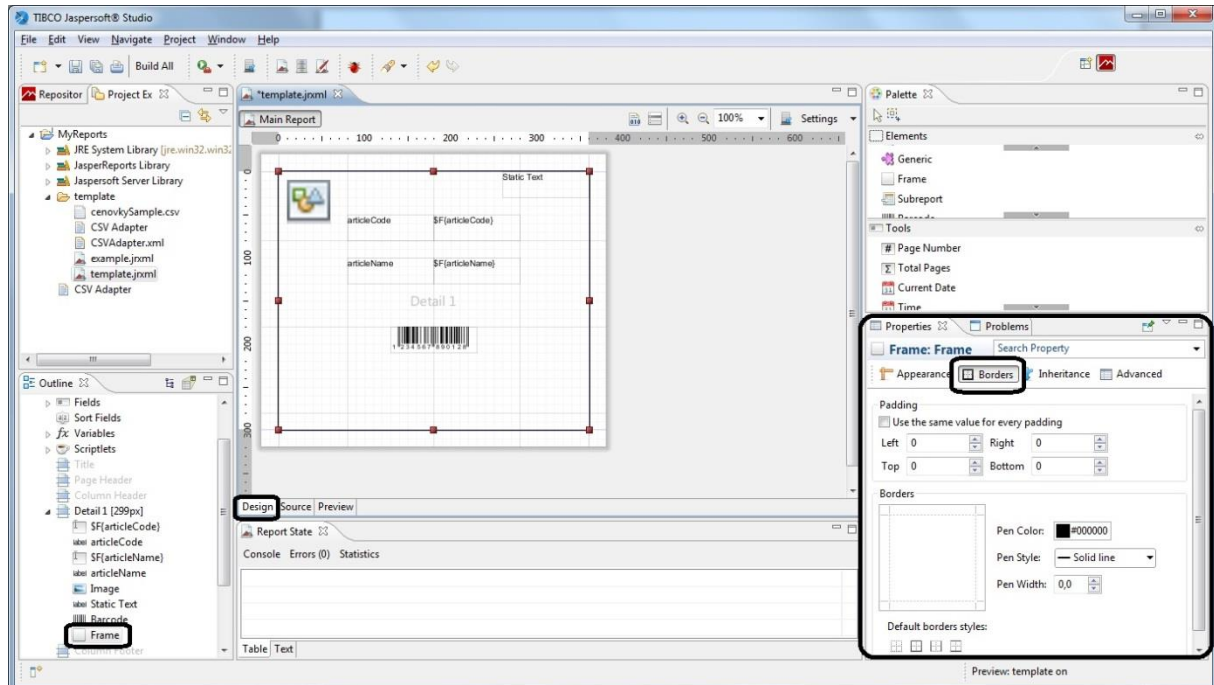 TIBCO Jaspersoft® Studio
File Edit View Navigate Project Window Help
Build All
Repositor Project Ex
MyReports
JRE System Library [jre.win32.win32
JasperReports Library
Jaspersoft Server Library
template
cenovkySample.csv
CSV Adapter
CSVAdapter.xml
example.jrxml
template.jrxml
CSV Adapter
Outline
Fields
Sort Fields
fx Variables
Scriptlets
Title
Page Header
Column Header
Detail 1 [299px]
$F{articleCode}
label articleCode
$F{articleName}
label articleName
Image
label Static Text
Barcode
Frame
Column Footer
*template.jrxml
Main Report
100% Settings
0 100 200 300 400 500 600
0
100
200
300
Static Text
articleCode $F{articleCode}
articleName $F{articleName}
Detail 1
Design Source Preview
Report State
Console Errors (0) Statistics
Table Text
Palette
Elements
Generic
Frame
Subreport
Barcode
Tools
# Page Number
Σ Total Pages
Current Date
Time
Properties Problems
Frame: Frame Search Property
Appearance Borders Inheritance Advanced
Padding
Use the same value for every padding
Left 0 Right 0
Top 0 Bottom 0
Borders
Pen Color: #000000
Pen Style: Solid line
Pen Width: 0,0
Default borders styles:
Preview: template on